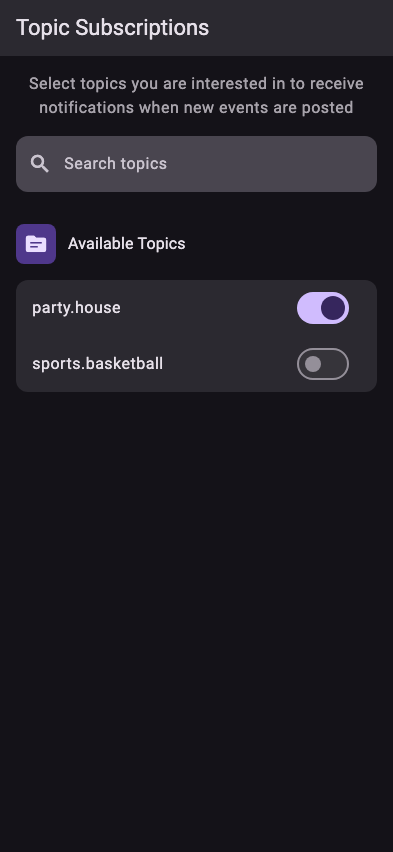 Topic Subscriptions
Select topics you are interested in to receive
notifications when new events are posted
Search topics
Available Topics
party.house
sports.basketball